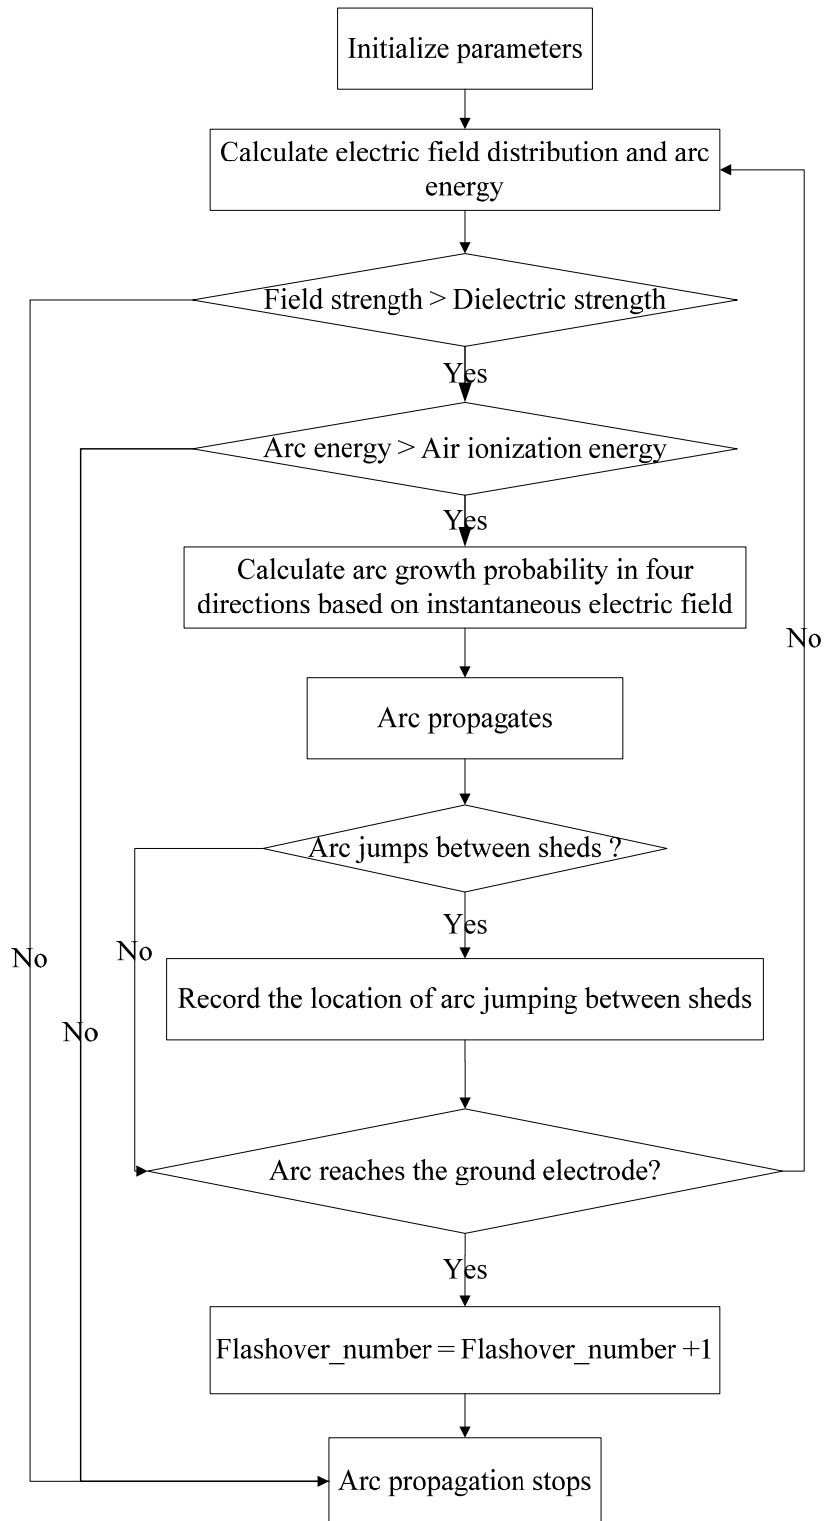 Initialize parameters
Calculate electric field distribution and arc
energy
Field strength > Dielectric strength
Yes
Arc energy > Air ionization energy
Yes
Calculate arc growth probability in four
directions based on instantaneous electric field
No
Arc propagates
Arc jumps between sheds ?
Yes
No
No
Record the location of arc jumping between sheds
No
Arc reaches the ground electrode?
Yes
Flashover_number = Flashover_number +1
Arc propagation stops